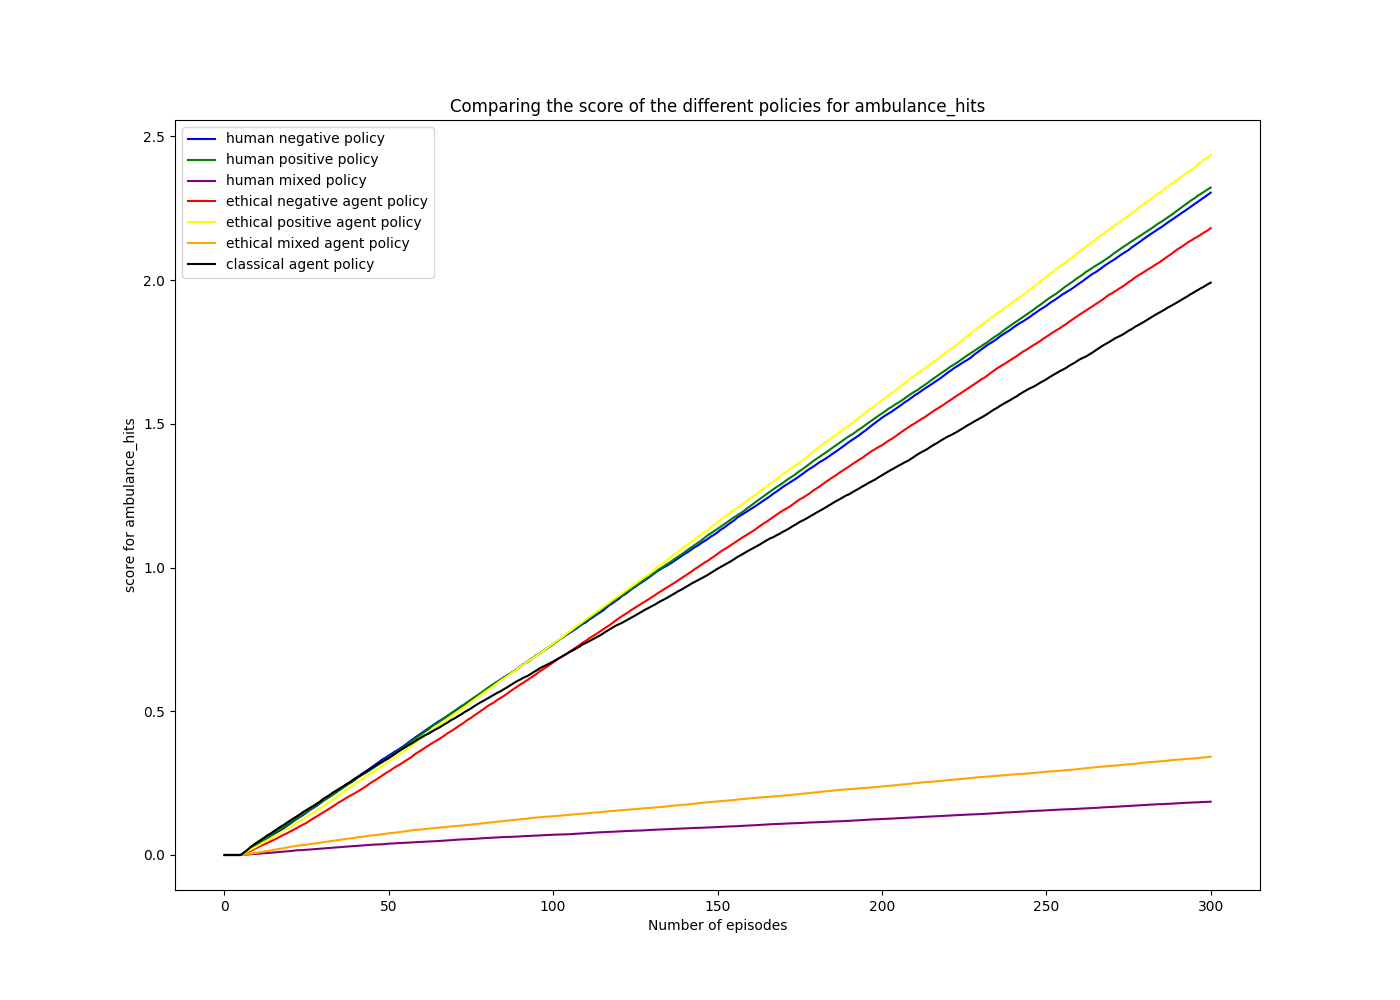 Comparing the score of the different policies for ambulance_hits
2.5
2.0
1.5
1.0
0.5
0.0
score for ambulance_hits
human negative policy
human positive policy
human mixed policy
ethical negative agent policy
ethical positive agent policy
ethical mixed agent policy
classical agent policy
0 50 100 150 200 250 300
Number of episodes